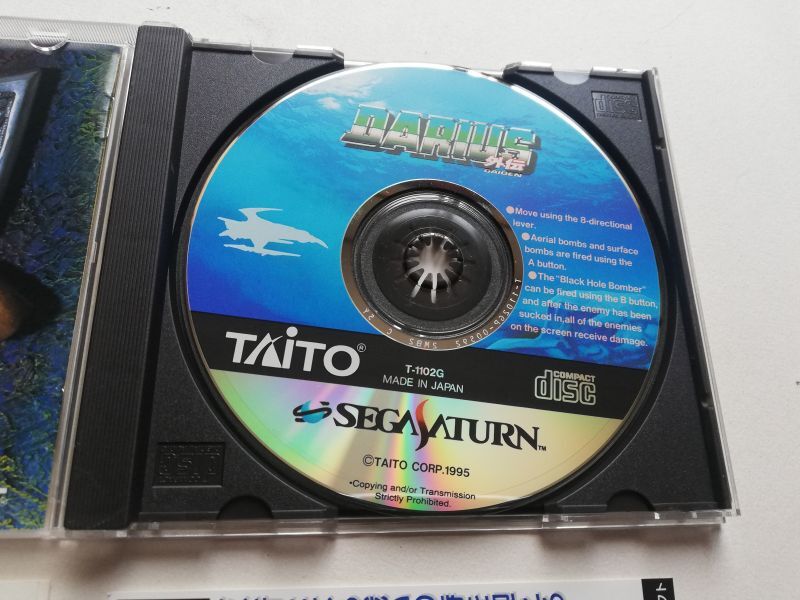 DARIUS
外伝
GAIDEN
•Move using the 8-directional
lever.
•Aerial bombs and surface
bombs are fired using the
A button.
•The "Black Hole Bomber"
can be fired using the B button,
and after the enemy has been
sucked in,all of the enemies
on the screen receive damage.
TAITO®
T-1102G
MADE IN JAPAN
COMPACT
disc
SEGA SATURN™
©TAITO CORP.1995
•Copying and/or Transmission
Strictly Prohibited.